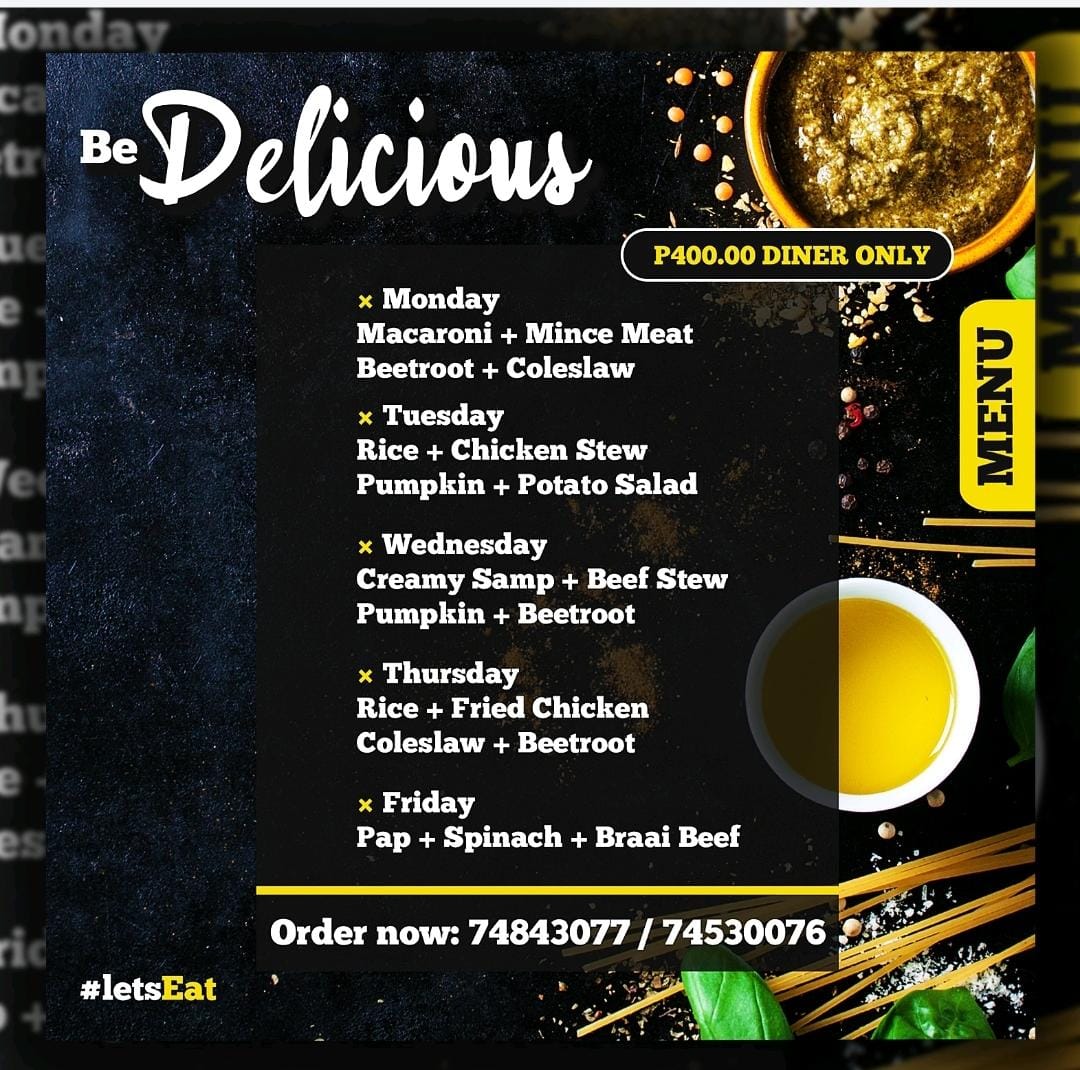 Be Delicious
P400.00 DINER ONLY
MENU
× Monday
Macaroni + Mince Meat
Beetroot + Coleslaw
× Tuesday
Rice + Chicken Stew
Pumpkin + Potato Salad
× Wednesday
Creamy Samp + Beef Stew
Pumpkin + Beetroot
× Thursday
Rice + Fried Chicken
Coleslaw + Beetroot
× Friday
Pap + Spinach + Braai Beef
Order now: 74843077 / 74530076
#letsEat